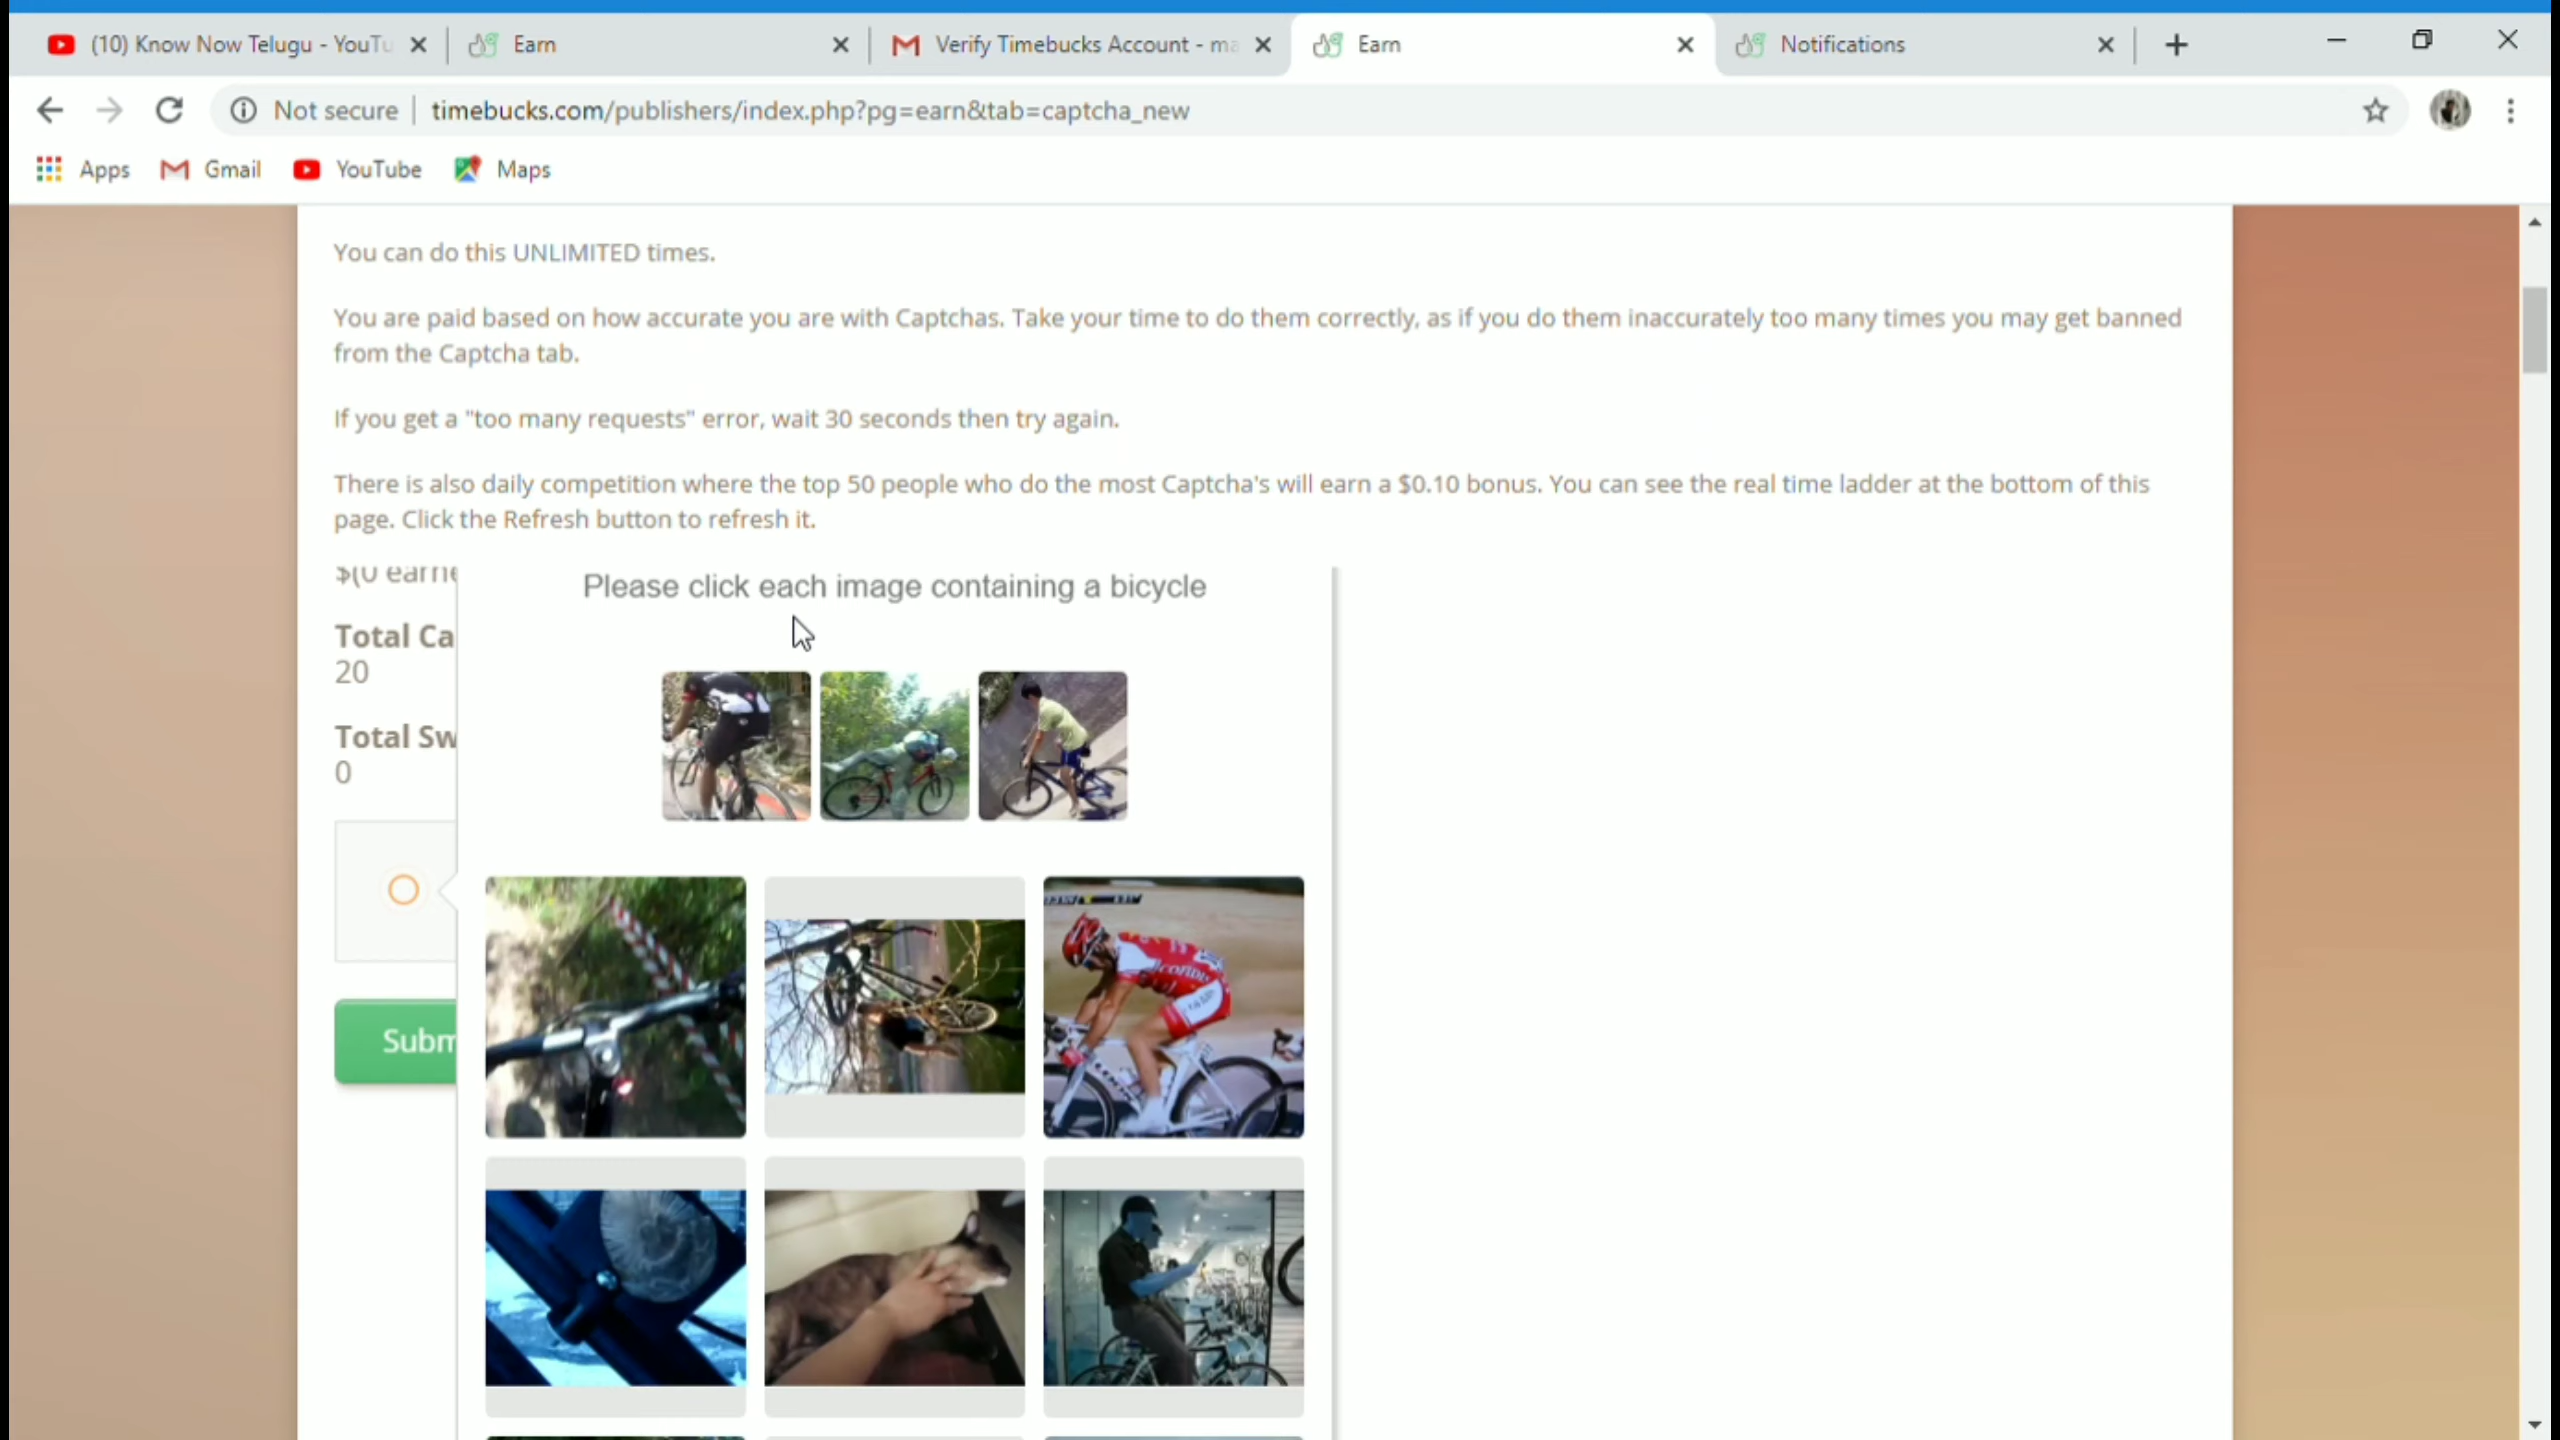 (10) Know Now Telugu - YouTu
Earn
Verify Timebucks Account - ma
Earn
Notifications
Not secure
timebucks.com/publishers/index.php?pg=earn&tab=captcha_new
Apps
Gmail
YouTube
Maps
You can do this UNLIMITED times.
You are paid based on how accurate you are with Captchas. Take your time to do them correctly, as if you do them inaccurately too many times you may get banned
from the Captcha tab.
If you get a "too many requests" error, wait 30 seconds then try again.
There is also daily competition where the top 50 people who do the most Captcha's will earn a $0.10 bonus. You can see the real time ladder at the bottom of this
page. Click the Refresh button to refresh it.
$(0 earne
Please click each image containing a bicycle
Total Ca
20
Total Sw
0
Subm